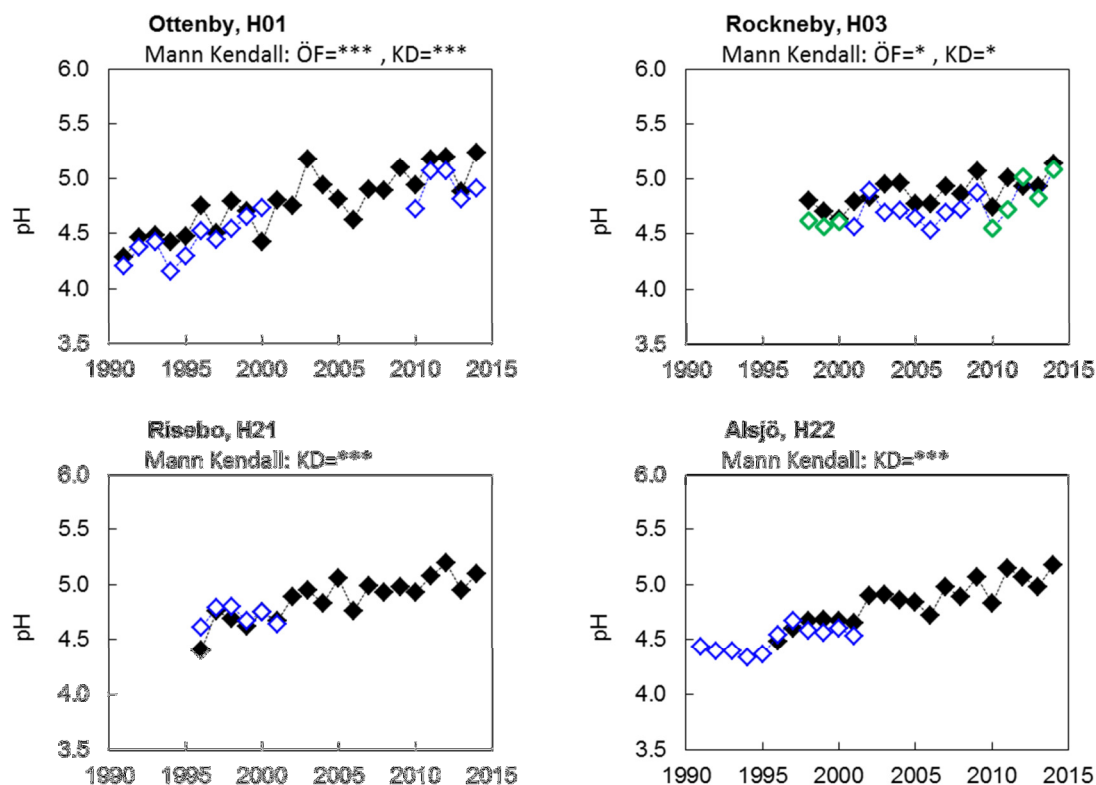 Ottenby, H01
Mann Kendall: ÖF=*** , KD=***
6.0
5.5
5.0
4.5
4.0
3.5
pH
1990 1995 2000 2005 2010 2015
Rockneby, H03
Mann Kendall: ÖF=* , KD=*
6.0
5.5
5.0
4.5
4.0
3.5
pH
1990 1995 2000 2005 2010 2015
Risebo, H21
Mann Kendall: KD=***
6.0
5.5
5.0
4.5
4.0
3.5
pH
1990 1995 2000 2005 2010 2015
Alsjö, H22
Mann Kendall: KD=***
6.0
5.5
5.0
4.5
4.0
3.5
pH
1990 1995 2000 2005 2010 2015